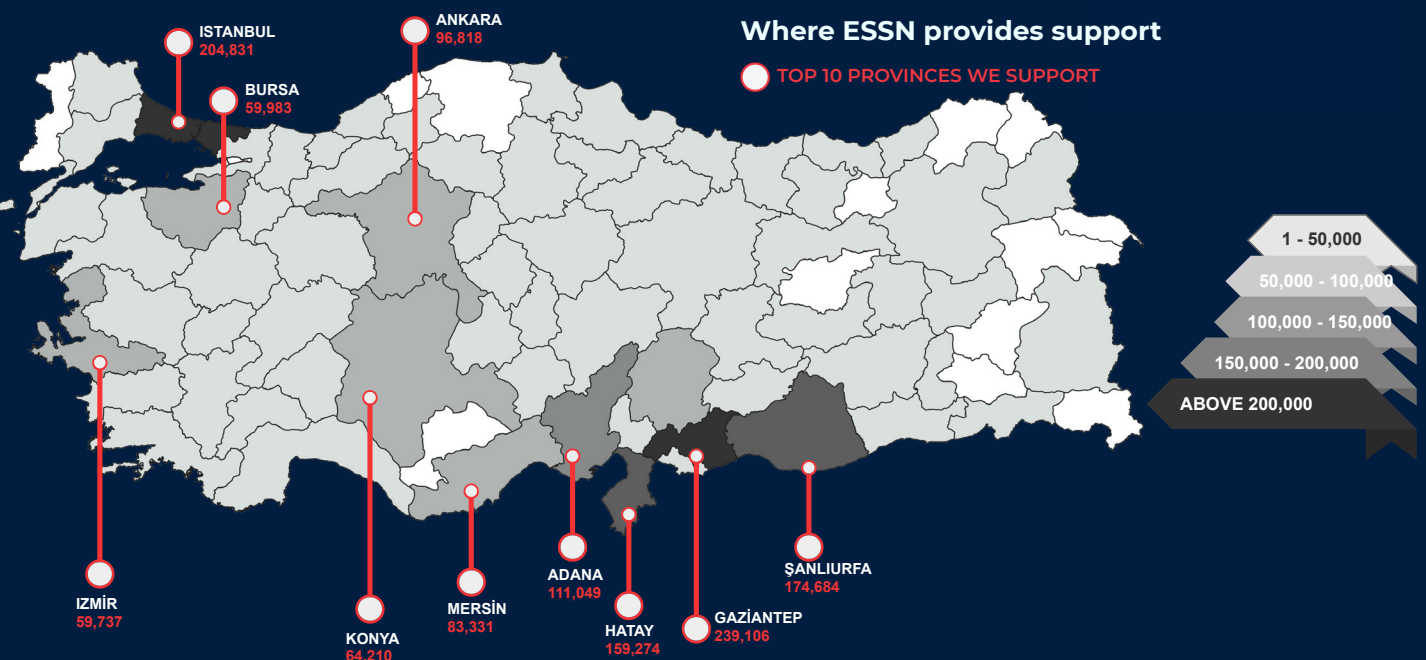 ISTANBUL
204,831
ANKARA
96,818
Where ESSN provides support
TOP 10 PROVINCES WE SUPPORT
BURSA
59,983
1 - 50,000
50,000 - 100,000
100,000 - 150,000
150,000 - 200,000
ABOVE 200,000
IZMİR
59,737
KONYA
64,210
MERSİN
83,331
ADANA
111,049
HATAY
159,274
GAZİANTEP
239,106
ŞANLIURFA
174,684